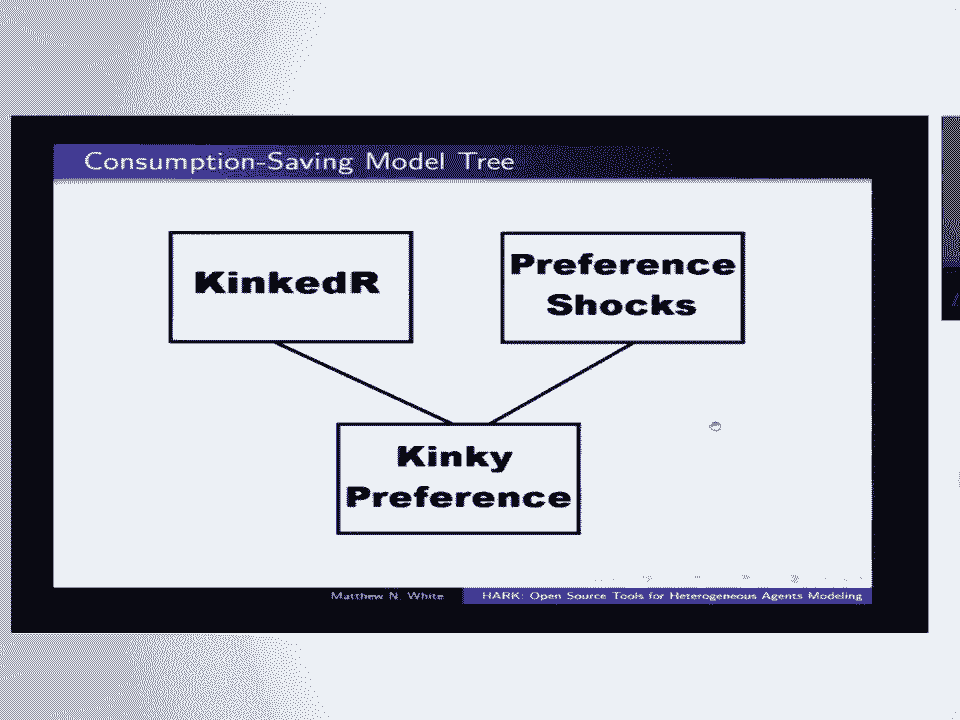 Consumption-Saving Model Tree
KinkedR
Preference
Shocks
Kinky
Preference
Matthew N. White
HARK: Open Source Tools for Heterogeneous Agents Modeling